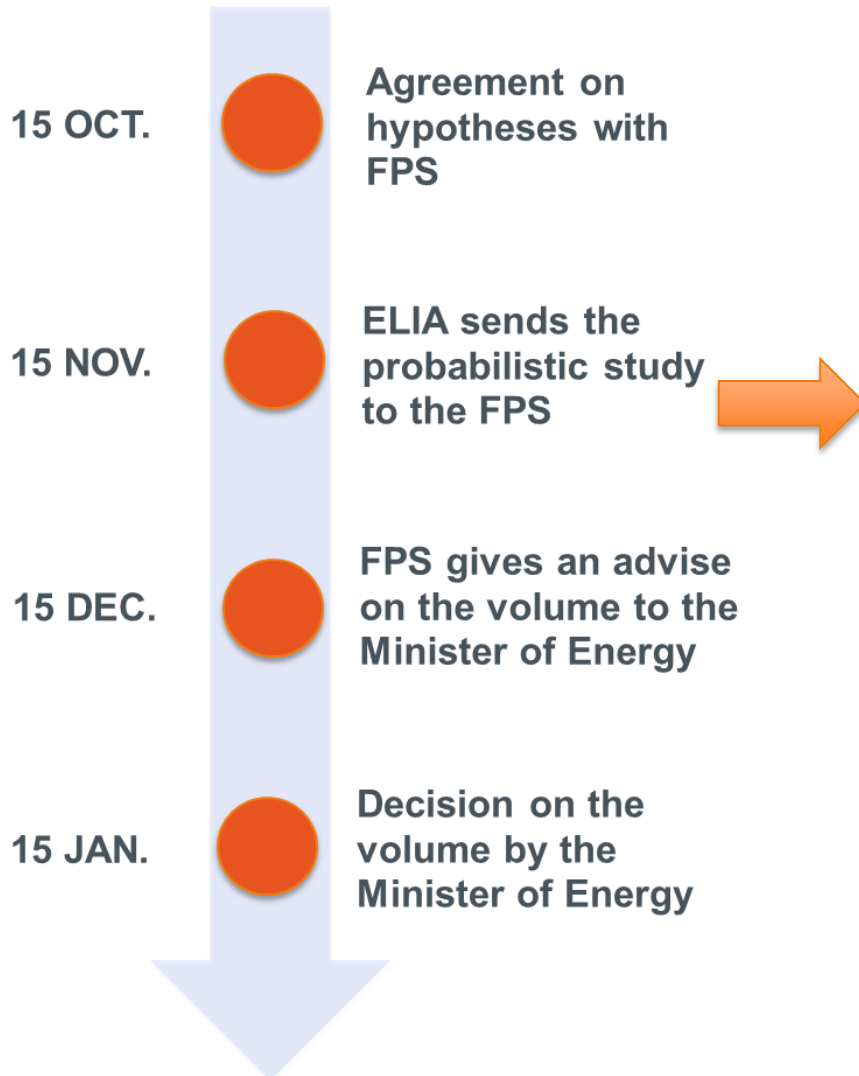 15 OCT.
Agreement on
hypotheses with
FPS
15 NOV.
ELIA sends the
probabilistic study
to the FPS
15 DEC.
FPS gives an advise
on the volume to the
Minister of Energy
15 JAN.
Decision on the
volume by the
Minister of Energy